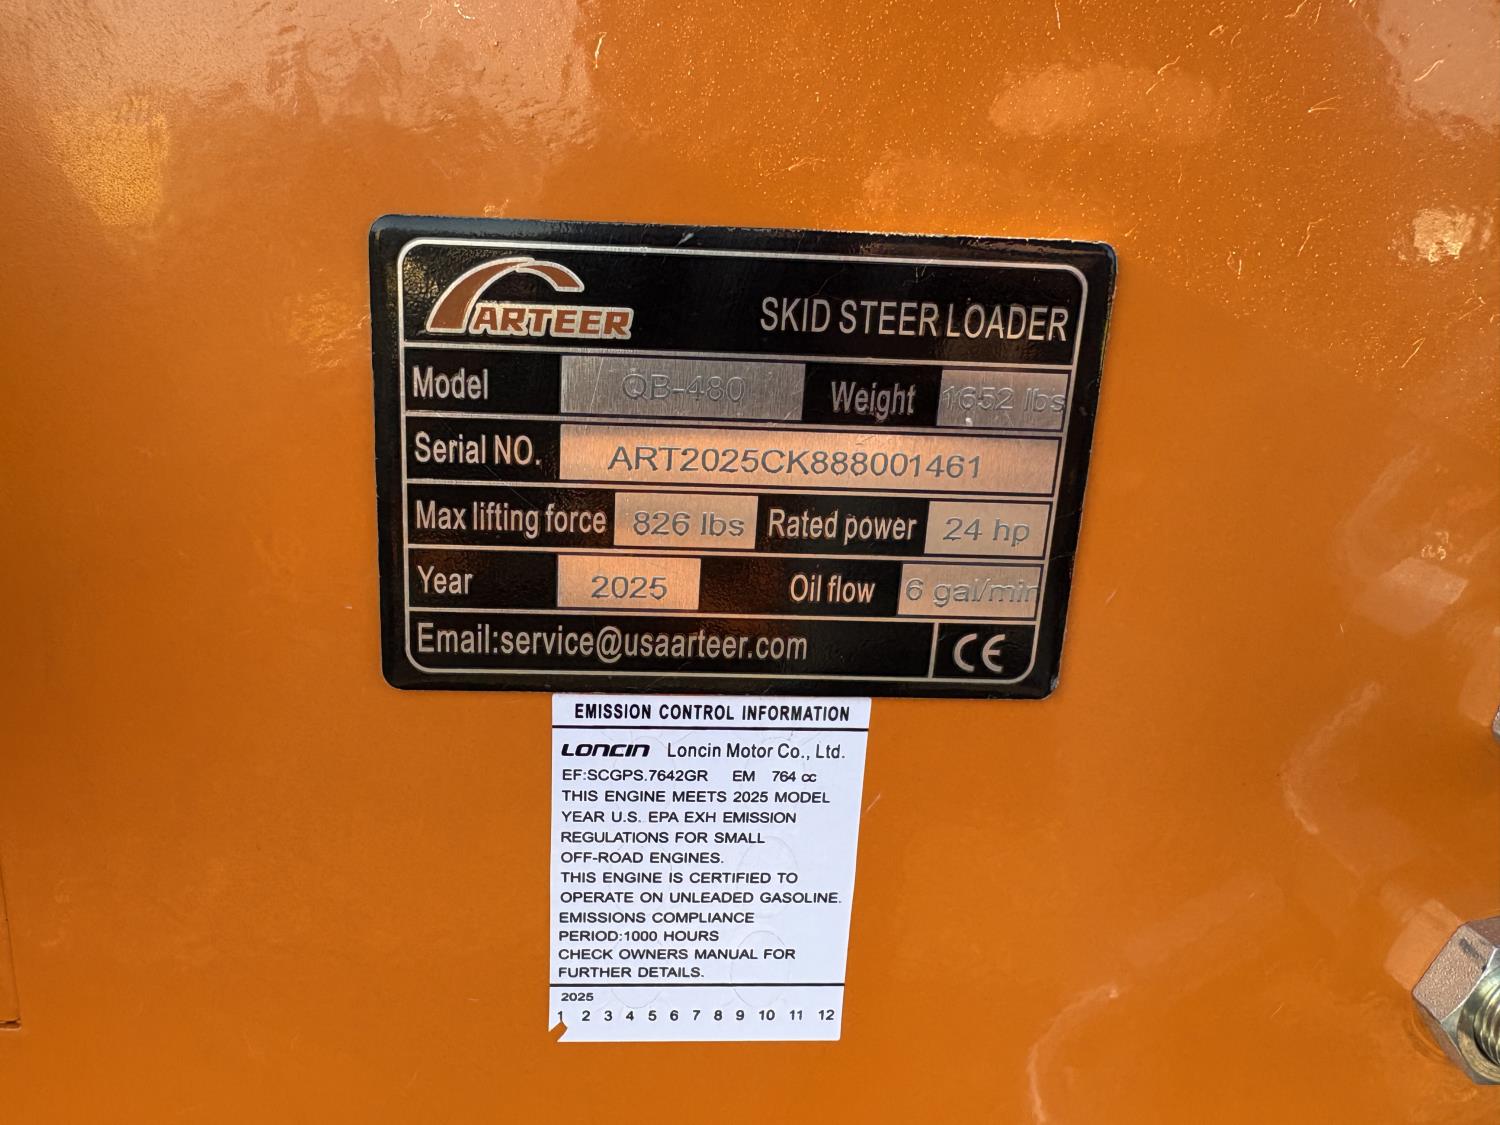 ARTEER
SKID STEER LOADER
Model QB-480 Weight 1652 lbs
Serial NO. ART2025CK888001461
Max lifting force 826 lbs Rated power 24 hp
Year 2025 Oil flow 6 gal/min
Email:service@usaarteer.com CE
EMISSION CONTROL INFORMATION
LONCIN Loncin Motor Co., Ltd.
EF:SCGPS.7642GR EM 764 cc
THIS ENGINE MEETS 2025 MODEL
YEAR U.S. EPA EXH EMISSION
REGULATIONS FOR SMALL
OFF-ROAD ENGINES.
THIS ENGINE IS CERTIFIED TO
OPERATE ON UNLEADED GASOLINE.
EMISSIONS COMPLIANCE
PERIOD:1000 HOURS
CHECK OWNERS MANUAL FOR
FURTHER DETAILS.
2025
1 2 3 4 5 6 7 8 9 10 11 12